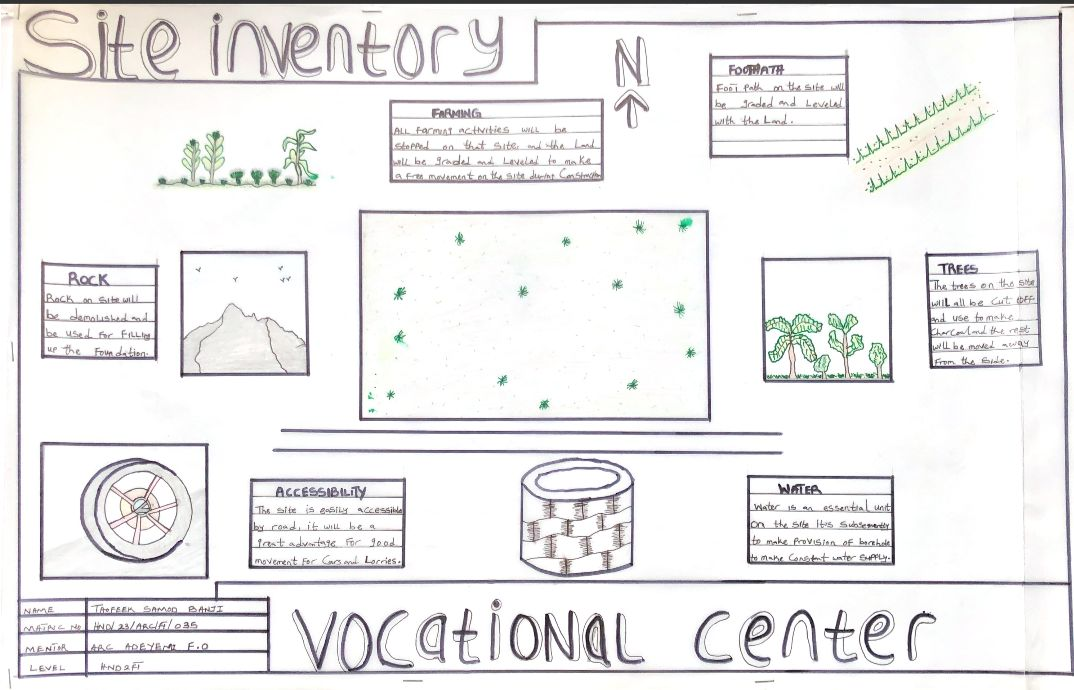 Site inventory
N
FARMING
All farming activities will be
stopped on that site, and the Land
will be graded and Leveled to make
a free movement on the site during Construction
FOOTPATH
Foot Path on the site will
be graded and Leveled
with the Land.
ROCK
Rock on site will
be demolished and
be used for Filling
up the Foundation.
TREES
The trees on the site
will all be cut off
and use to make
Charcoal and the rest
will be moved away
from the side.
ACCESSIBILITY
The site is easily accessible
by road, it will be a
great advantage for good
movement for Cars and Lorries.
WATER
Water is an essential unit
on the site It is Subsequently
to make Provision of borehole
to make Constant water SUPPLY.
NAME TAOFEEK SAMOD BANJI
MATRIC NO HND/23/ARC/FT/035
MENTOR ARC ADEYEMI F.O
LEVEL HND2FT
VOCATIONAL center